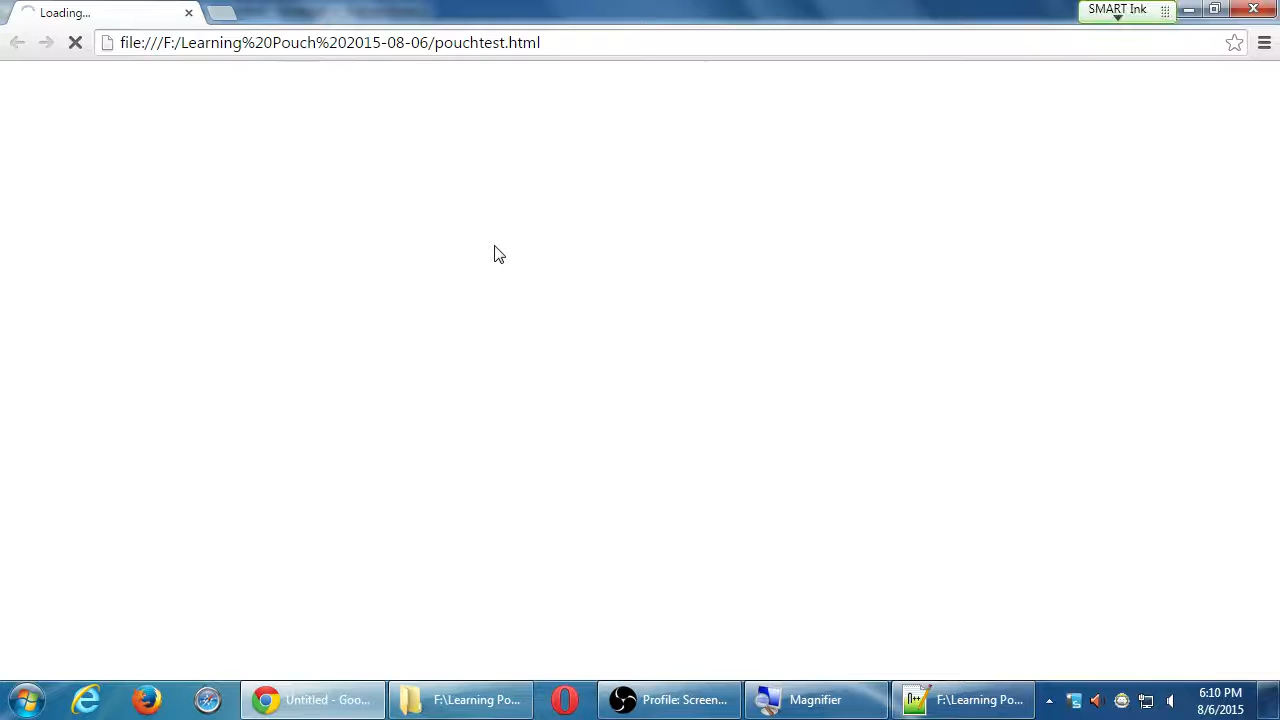 Loading...
SMART Ink
file:///F:/Learning%20Pouch%202015-08-06/pouchtest.html
Untitled - Goo...
F:\Learning Po...
Profile: Screen...
Magnifier
F:\Learning Po...
6:10 PM
8/6/2015